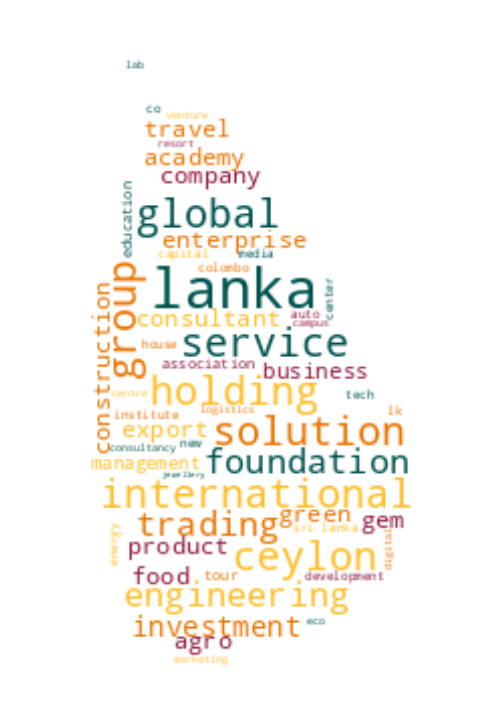 lab
co
venture
travel
resort
academy
company
education
global
enterprise
capital
media
colombo
group
lanka
center
construction
consultant
auto
campus
house
service
association
business
centre
holding
tech
institute
logistics
lk
export
solution
consultancy
new
management
foundation
jewellery
international
trading
green
gem
energy
sri lanka
product
ceylon
digital
food
tour
development
engineering
investment
eco
agro
marketing